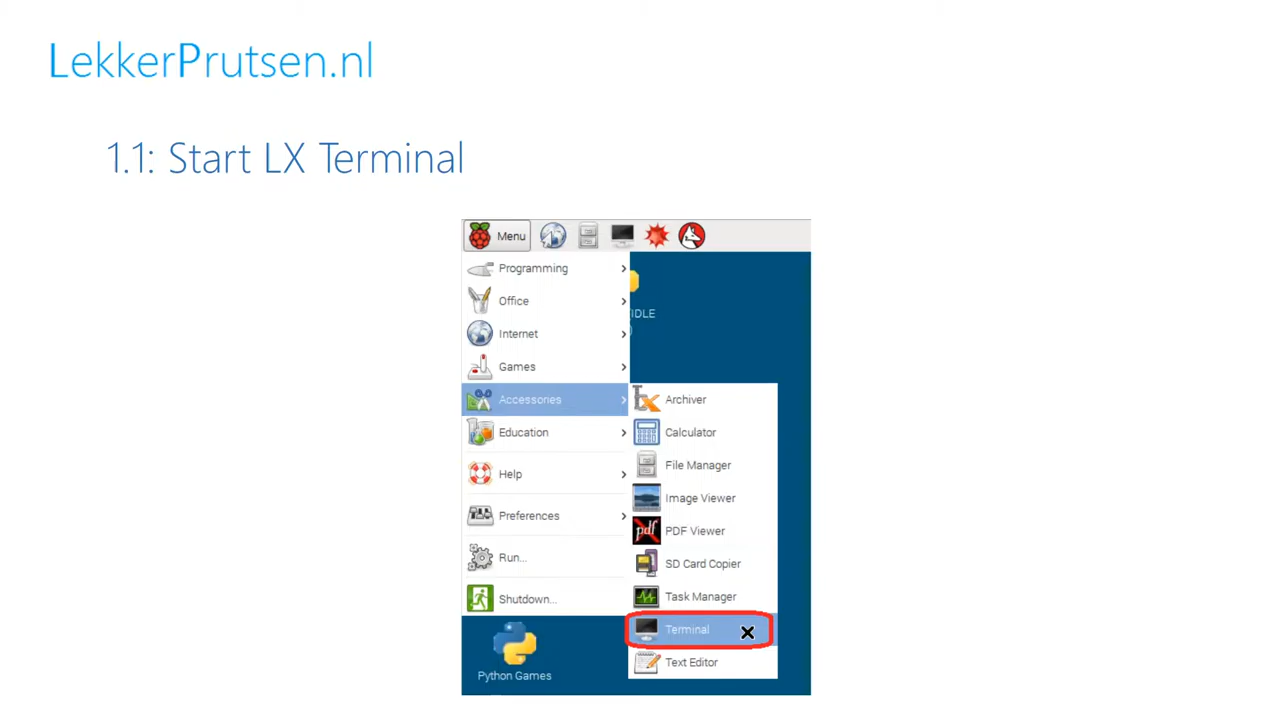 LekkerPrutsen.nl
1.1: Start LX Terminal
Menu
Programming
IDLE
Office
)
Internet
Games
Accessories
Archiver
Education
Calculator
File Manager
Help
Image Viewer
Preferences
pdf PDF Viewer
Run...
SD Card Copier
Shutdown...
Task Manager
Terminal
Python Games
Text Editor